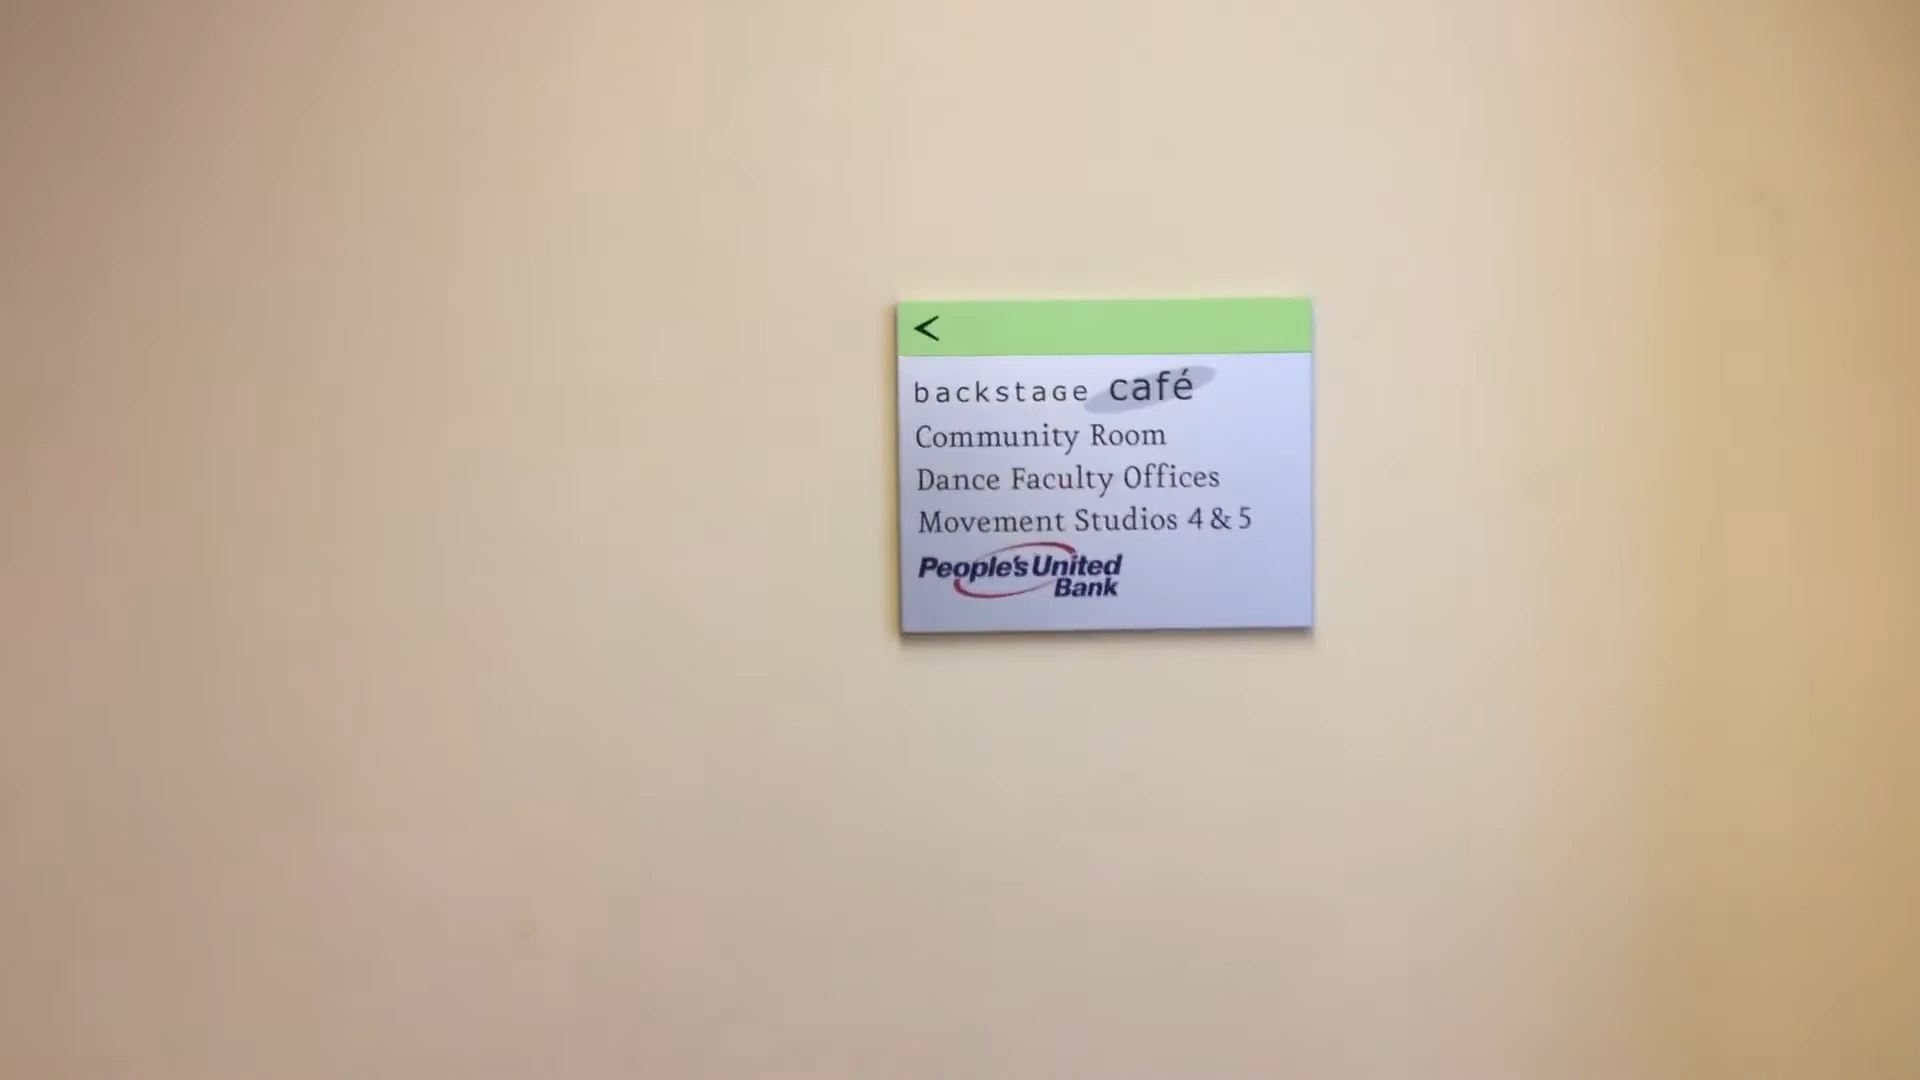 <
backstaGe café
Community Room
Dance Faculty Offices
Movement Studios 4 & 5
People's United
Bank